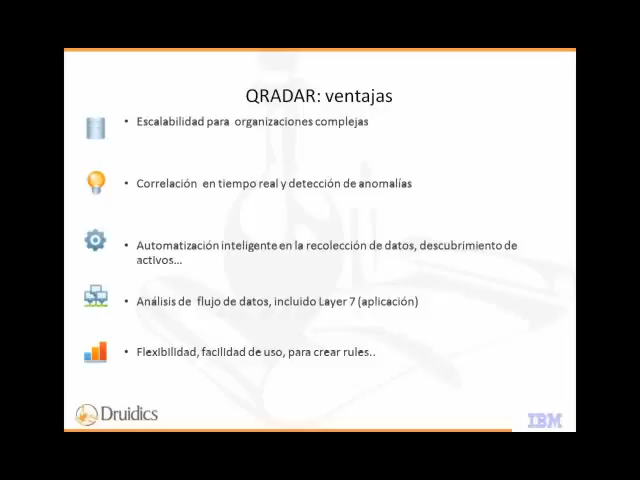 QRADAR: ventajas
• Escalabilidad para organizaciones complejas
• Correlación en tiempo real y detección de anomalías
• Automatización inteligente en la recolección de datos, descubrimiento de
activos...
• Análisis de flujo de datos, incluido Layer 7 (aplicación)
• Flexibilidad, facilidad de uso, para crear rules..
Druidics
IBM